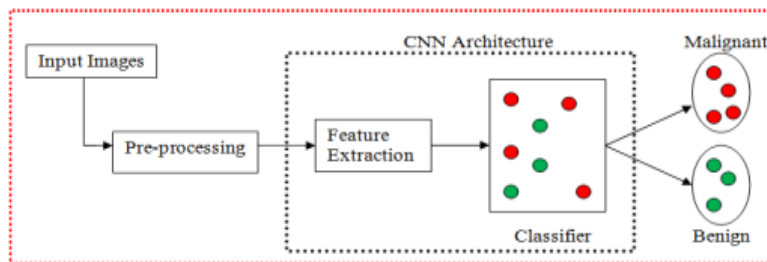 CNN Architecture
Malignant
Input Images
Pre-processing
Feature
Extraction
Classifier
Benign